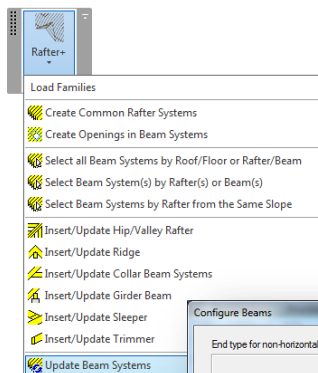 Rafter+
Load Families
Create Common Rafter Systems
Create Openings in Beam Systems
Select all Beam Systems by Roof/Floor or Rafter/Beam
Select Beam System(s) by Rafter(s) or Beam(s)
Select Beam Systems by Rafter from the Same Slope
Insert/Update Hip/Valley Rafter
Insert/Update Ridge
Insert/Update Collar Beam Systems
Insert/Update Girder Beam
Insert/Update Sleeper
Insert/Update Trimmer
Update Beam Systems
Configure Beams
End type for non-horizontal